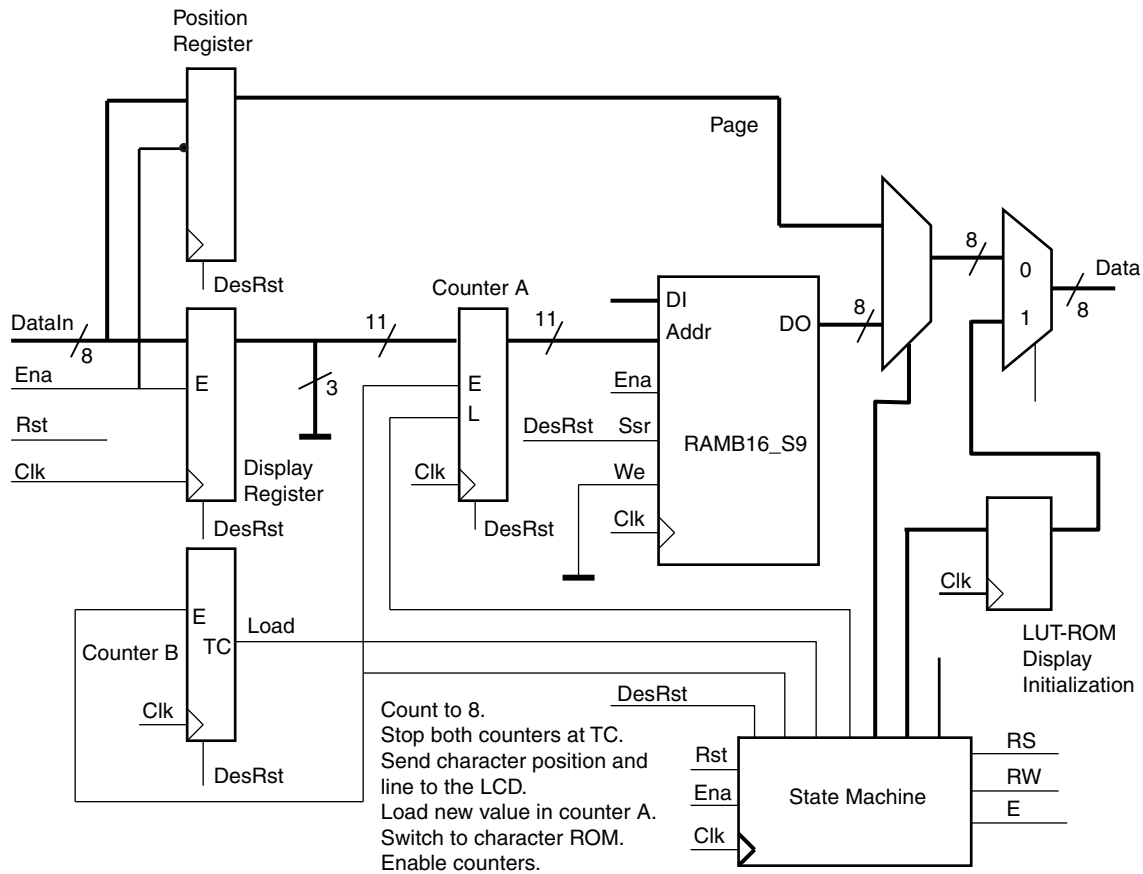 Position
Register
Page
DesRst
Counter A
DataIn
8
11
11
8
8
0
1
Data
8
DI
Addr
DO
Ena
E
3
E
L
Ena
Rst
DesRst
Ssr
RAMB16_S9
Clk
Display
Register
Clk
We
Clk
DesRst
DesRst
Clk
E
TC
Load
Counter B
LUT-ROM
Display
Initialization
Clk
DesRst
DesRst
Count to 8.
Stop both counters at TC.
Send character position and
line to the LCD.
Load new value in counter A.
Switch to character ROM.
Enable counters.
Rst
Ena
Clk
State Machine
RS
RW
E